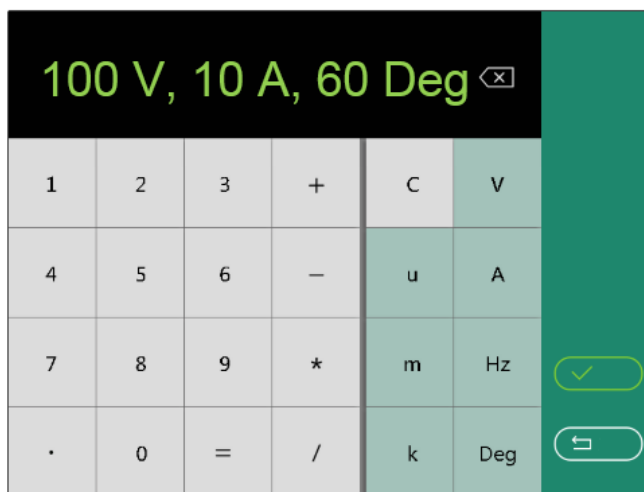 100 V, 10 A, 60 Deg
1 2 3 + C V
4 5 6 − u A
7 8 9 * m Hz
. 0 = / k Deg